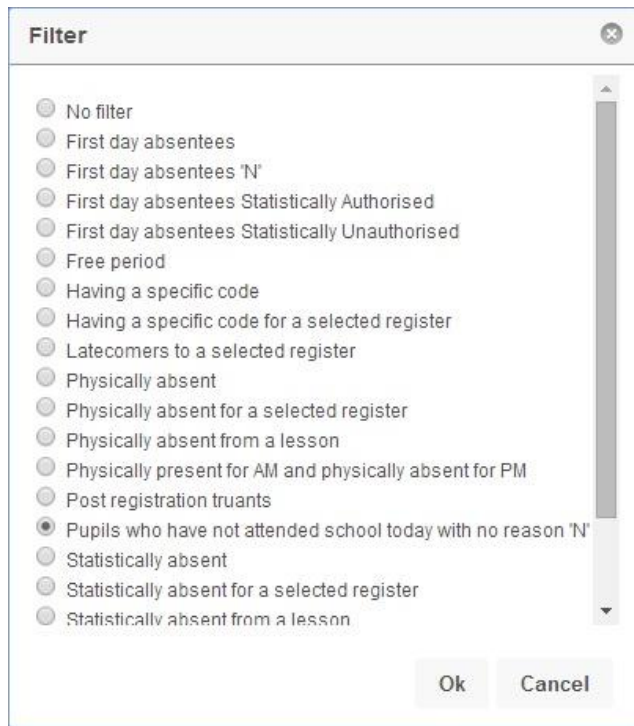 Filter
No filter
First day absentees
First day absentees 'N'
First day absentees Statistically Authorised
First day absentees Statistically Unauthorised
Free period
Having a specific code
Having a specific code for a selected register
Latecomers to a selected register
Physically absent
Physically absent for a selected register
Physically absent from a lesson
Physically present for AM and physically absent for PM
Post registration truants
Pupils who have not attended school today with no reason 'N'
Statistically absent
Statistically absent for a selected register
Statistically absent from a lesson
Ok Cancel